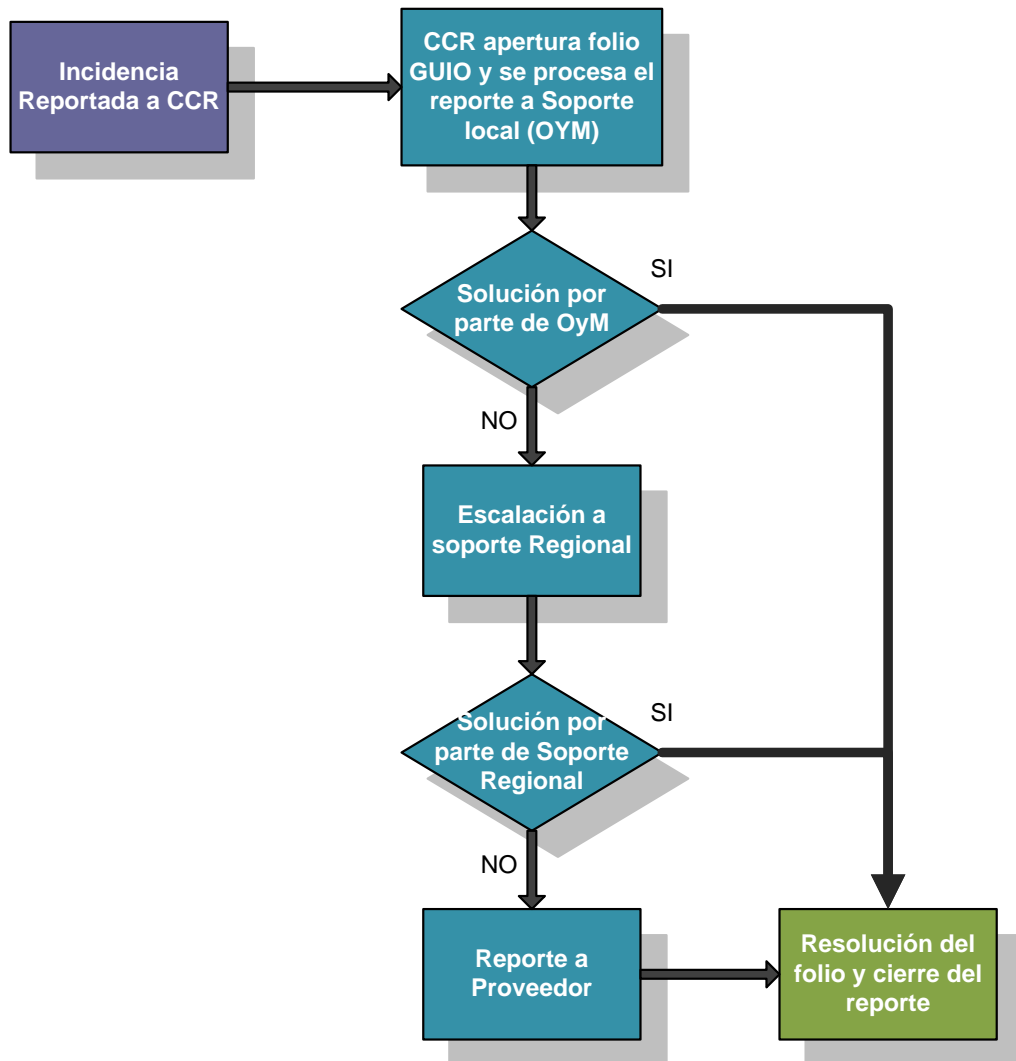 Incidencia
Reportada a CCR
CCR apertura folio
GUIO y se procesa el
reporte a Soporte
local (OYM)
Solución por
parte de OyM
SI
NO
Escalación a
soporte Regional
Solución por
parte de Soporte
Regional
SI
NO
Reporte a
Proveedor
Resolución del
folio y cierre del
reporte